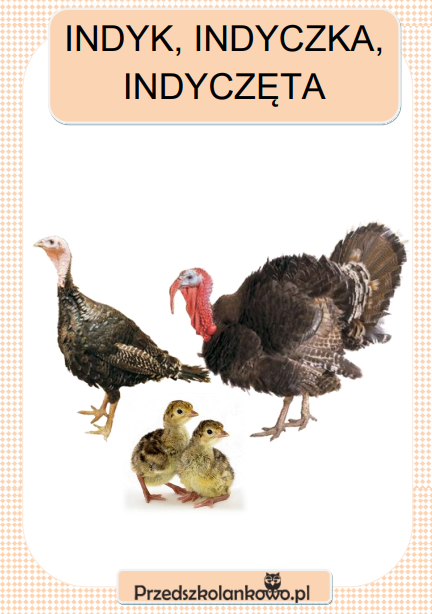 INDYK, INDYCZKA,
INDYCZĘTA
Przedszkolankowo.pl